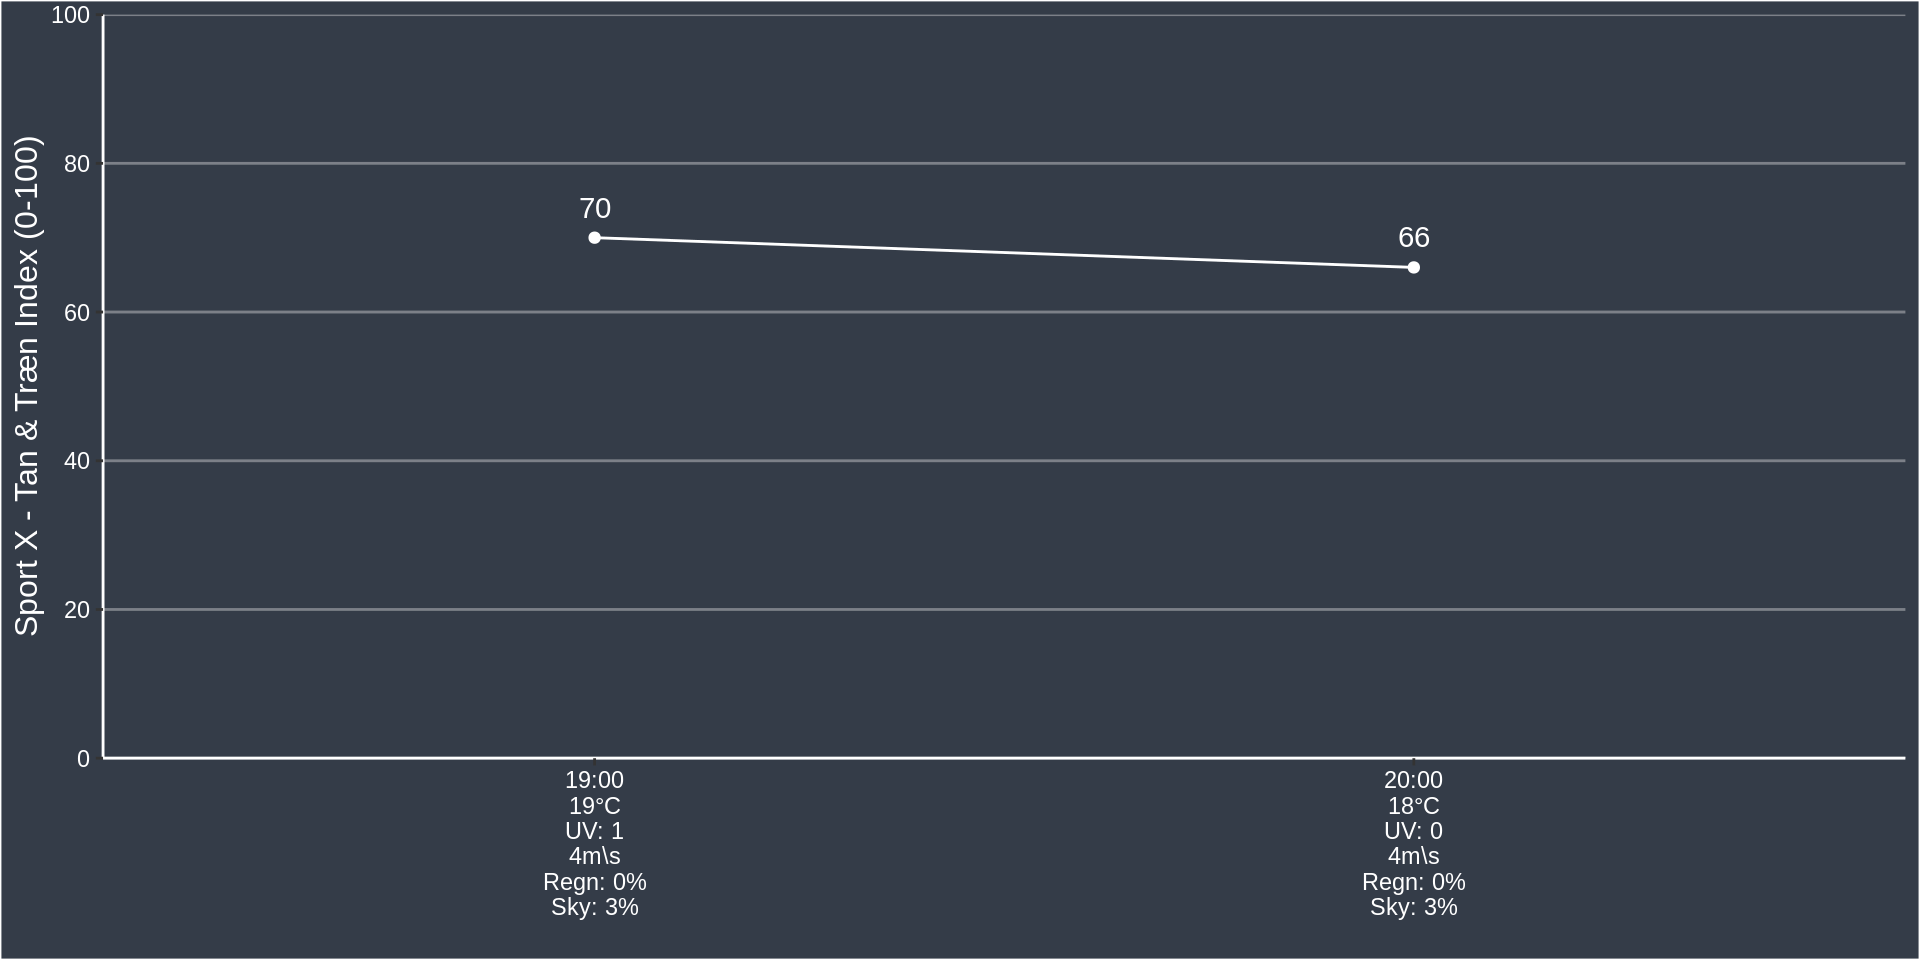 Sport X - Tan & Træn Index (0-100)
100
80
60
40
20
0
70
66
19:00
19°C
UV: 1
4m\s
Regn: 0%
Sky: 3%
20:00
18°C
UV: 0
4m\s
Regn: 0%
Sky: 3%